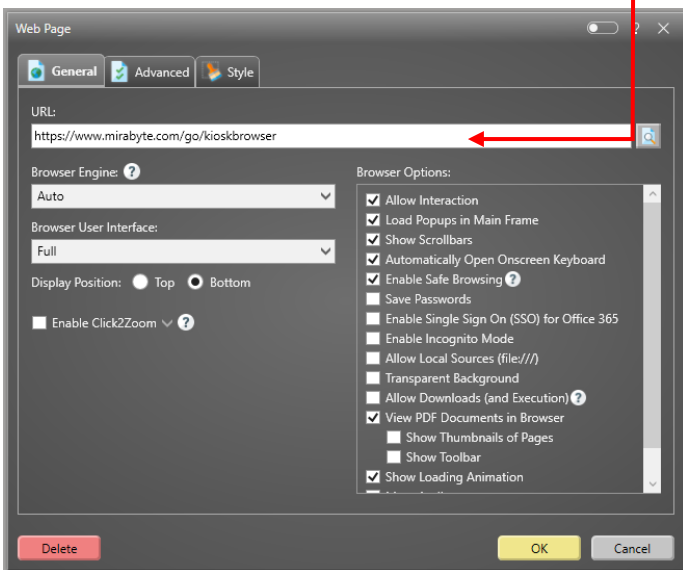 Web Page
?
General
Advanced
Style
URL:
https://www.mirabyte.com/go/kioskbrowser
Browser Engine: ?
Auto
Browser User Interface:
Full
Display Position: Top Bottom
Enable Click2Zoom ?
Browser Options:
Allow Interaction
Load Popups in Main Frame
Show Scrollbars
Automatically Open Onscreen Keyboard
Enable Safe Browsing ?
Save Passwords
Enable Single Sign On (SSO) for Office 365
Enable Incognito Mode
Allow Local Sources (file:///)
Transparent Background
Allow Downloads (and Execution) ?
View PDF Documents in Browser
Show Thumbnails of Pages
Show Toolbar
Show Loading Animation
Delete
OK
Cancel